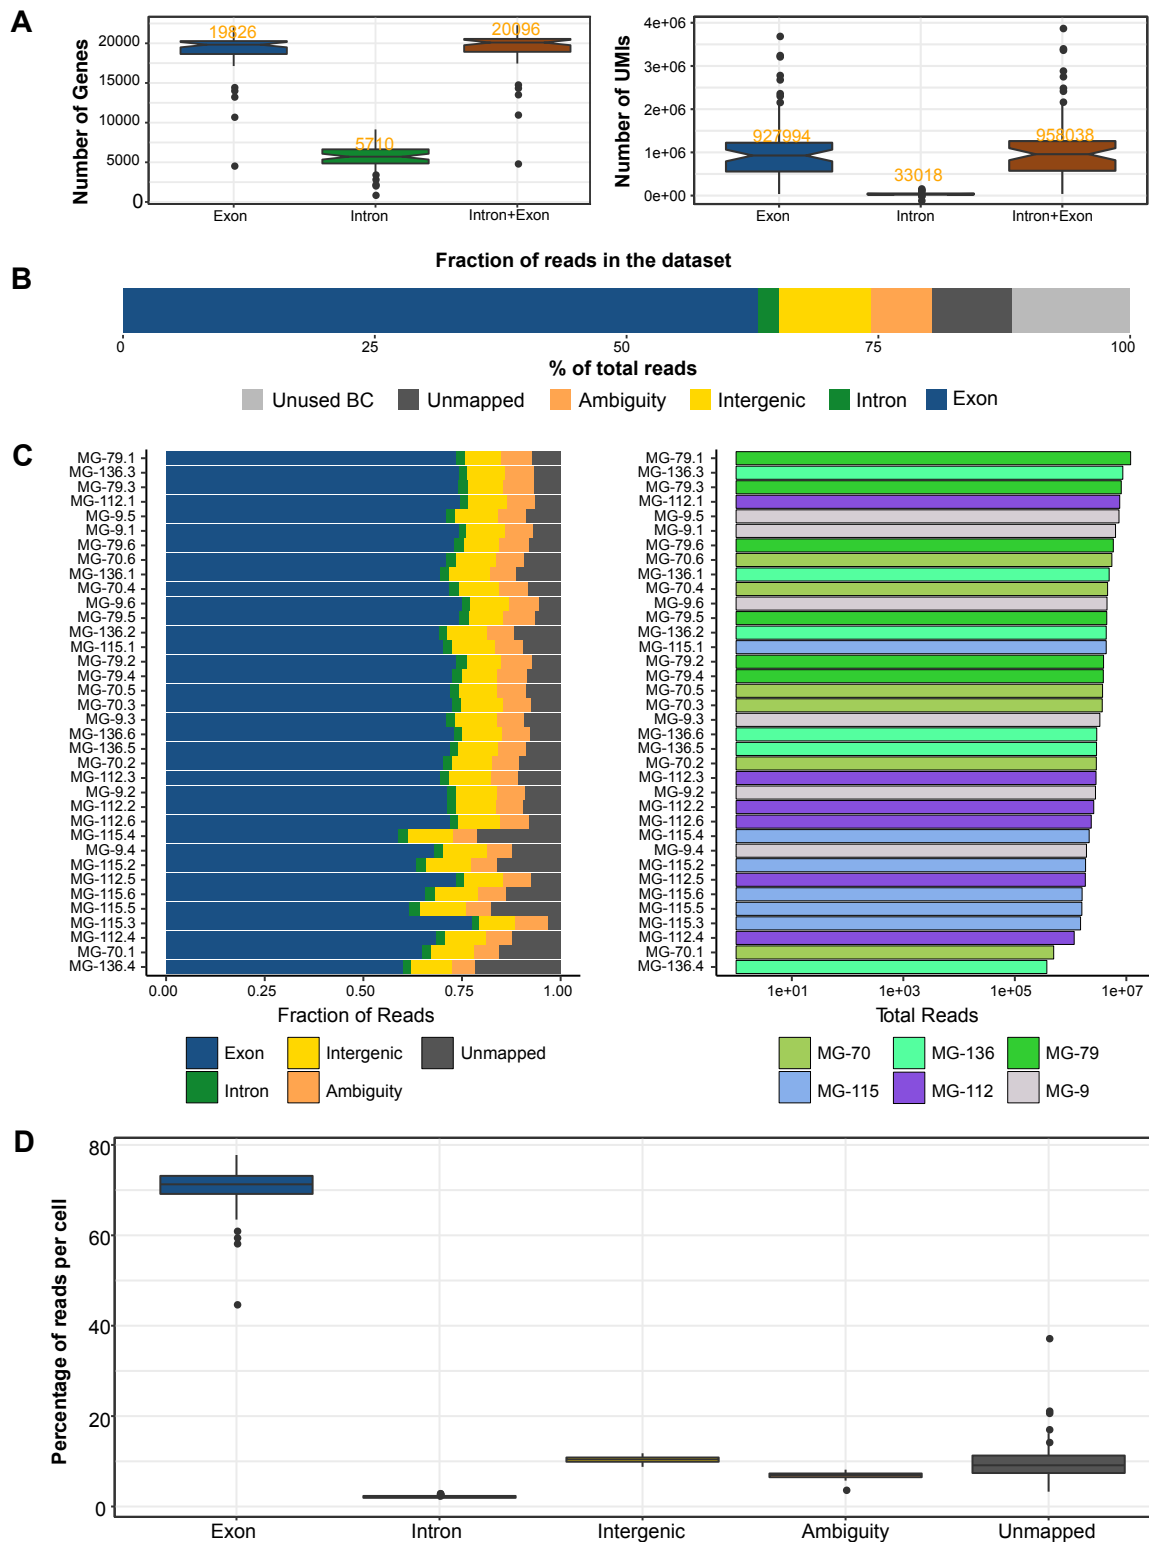 A
Number of Genes
20000
15000
10000
5000
0
19826
5710
20096
Exon
Intron
Intron+Exon
Number of UMIs
4e+06
3e+06
2e+06
1e+06
0e+00
927994
33018
958038
Exon
Intron
Intron+Exon
B
Fraction of reads in the dataset
0
25
50
75
100
% of total reads
Unused BC
Unmapped
Ambiguity
Intergenic
Intron
Exon
C
MG-79.1
MG-136.3
MG-79.3
MG-112.1
MG-9.5
MG-9.1
MG-79.6
MG-70.6
MG-136.1
MG-70.4
MG-9.6
MG-79.5
MG-136.2
MG-115.1
MG-79.2
MG-79.4
MG-70.5
MG-70.3
MG-9.3
MG-136.6
MG-136.5
MG-70.2
MG-112.3
MG-9.2
MG-112.2
MG-112.6
MG-115.4
MG-9.4
MG-115.2
MG-112.5
MG-115.6
MG-115.5
MG-115.3
MG-112.4
MG-70.1
MG-136.4
0.00
0.25
0.50
0.75
1.00
Fraction of Reads
Exon
Intergenic
Unmapped
Intron
Ambiguity
MG-79.1
MG-136.3
MG-79.3
MG-112.1
MG-9.5
MG-9.1
MG-79.6
MG-70.6
MG-136.1
MG-70.4
MG-9.6
MG-79.5
MG-136.2
MG-115.1
MG-79.2
MG-79.4
MG-70.5
MG-70.3
MG-9.3
MG-136.6
MG-136.5
MG-70.2
MG-112.3
MG-9.2
MG-112.2
MG-112.6
MG-115.4
MG-9.4
MG-115.2
MG-112.5
MG-115.6
MG-115.5
MG-115.3
MG-112.4
MG-70.1
MG-136.4
1e+01
1e+03
1e+05
1e+07
Total Reads
MG-70
MG-136
MG-79
MG-115
MG-112
MG-9
D
Percentage of reads per cell
80
60
40
20
0
Exon
Intron
Intergenic
Ambiguity
Unmapped